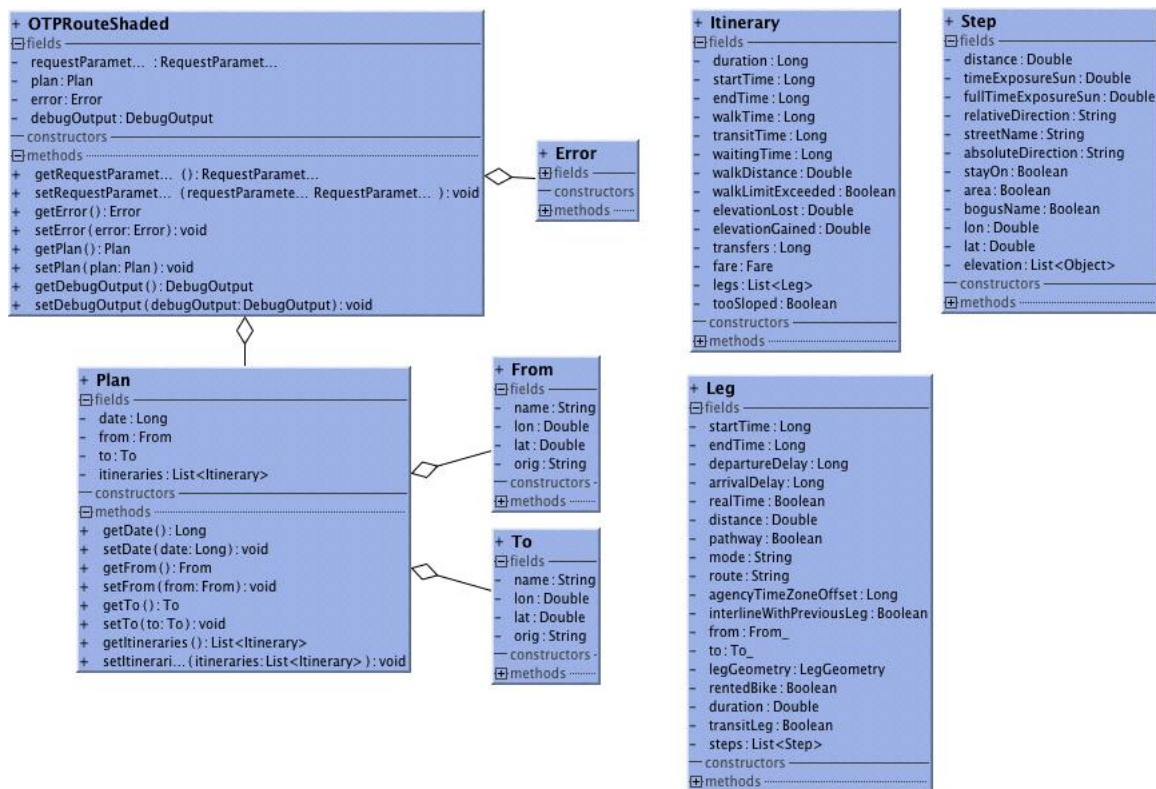 + OTPRouteShaded
fields
- requestParamet... : RequestParamet...
- plan : Plan
- error : Error
- debugOutput : DebugOutput
constructors
methods
+ getRequestParamet... () : RequestParamet...
+ setRequestParamet... (requestParamete... RequestParamet... ) : void
+ getError () : Error
+ setError (error: Error) : void
+ getPlan () : Plan
+ setPlan (plan: Plan) : void
+ getDebugOutput () : DebugOutput
+ setDebugOutput (debugOutput: DebugOutput) : void
+ Error
fields
constructors
methods
+ Plan
fields
- date : Long
- from : From
- to : To
- itineraries : List<Itinerary>
constructors
methods
+ getDate () : Long
+ setDate (date: Long) : void
+ getFrom () : From
+ setFrom (from: From) : void
+ getTo () : To
+ setTo (to: To) : void
+ getItineraries () : List<Itinerary>
+ setItinerari... (itineraries: List<Itinerary> ) : void
+ From
fields
- name : String
- lon : Double
- lat : Double
- orig : String
constructors
methods
+ To
fields
- name : String
- lon : Double
- lat : Double
- orig : String
constructors
methods
+ Itinerary
fields
- duration : Long
- startTime : Long
- endTime : Long
- walkTime : Long
- transitTime : Long
- waitingTime : Long
- walkDistance : Double
- walkLimitExceeded : Boolean
- elevationLost : Double
- elevationGained : Double
- transfers : Long
- fare : Fare
- legs : List<Leg>
- tooSloped : Boolean
constructors
methods
+ Step
fields
- distance : Double
- timeExposureSun : Double
- fullTimeExposureSun : Double
- relativeDirection : String
- streetName : String
- absoluteDirection : String
- stayOn : Boolean
- area : Boolean
- bogusName : Boolean
- lon : Double
- lat : Double
- elevation : List<Object>
constructors
methods
+ Leg
fields
- startTime : Long
- endTime : Long
- departureDelay : Long
- arrivalDelay : Long
- realTime : Boolean
- distance : Double
- pathway : Boolean
- mode : String
- route : String
- agencyTimeZoneOffset : Long
- interlineWithPreviousLeg : Boolean
- from : From_
- to : To_
- legGeometry : LegGeometry
- rentedBike : Boolean
- duration : Double
- transitLeg : Boolean
- steps : List<Step>
constructors
methods